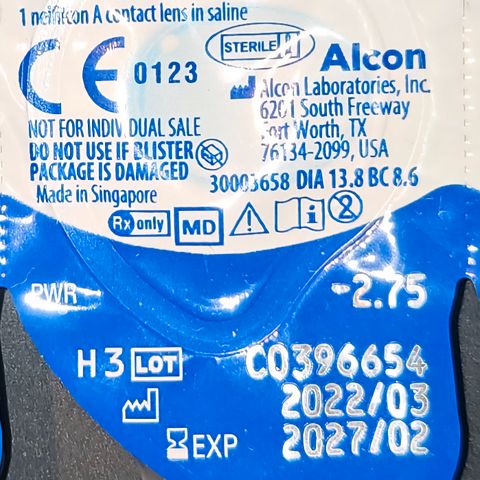 1 nelfilcon A contact lens in saline
CE 0123
STERILE
Alcon
Alcon Laboratories, Inc.
6201 South Freeway
Fort Worth, TX
76134-2099, USA
NOT FOR INDIVIDUAL SALE
DO NOT USE IF BLISTER
PACKAGE IS DAMAGED
Made in Singapore
30003658 DIA 13.8 BC 8.6
Rx only
MD
PWR -2.75
H3 LOT C0396654
2022/03
EXP 2027/02